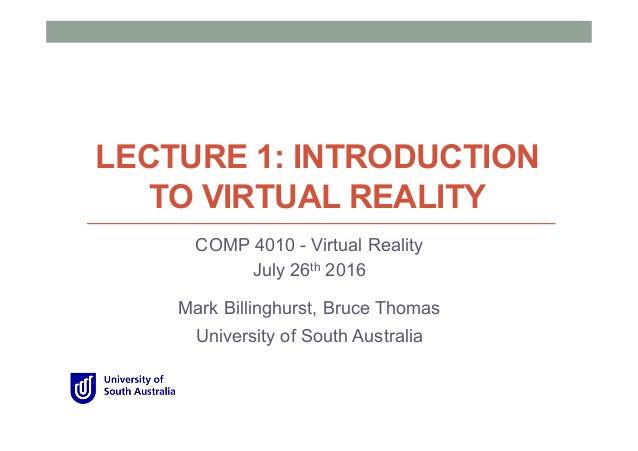 LECTURE 1: INTRODUCTION
TO VIRTUAL REALITY
COMP 4010 - Virtual Reality
July 26th 2016
Mark Billinghurst, Bruce Thomas
University of South Australia
University of
South Australia